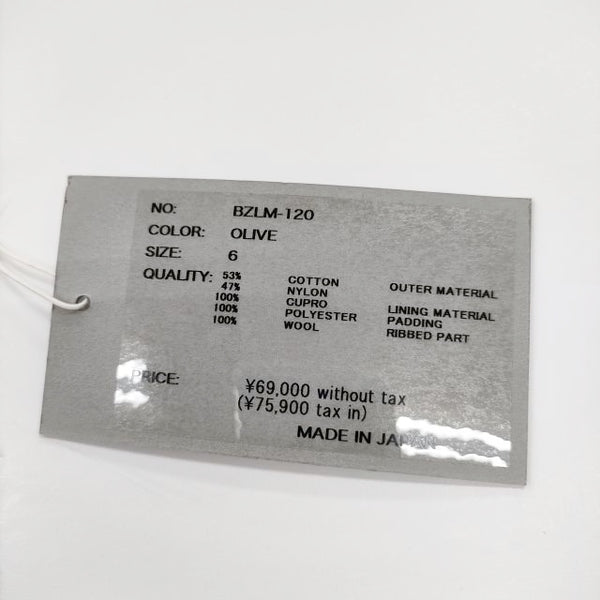 NO: BZLM-120
COLOR: OLIVE
SIZE: 6
QUALITY: 53% COTTON OUTER MATERIAL
47% NYLON
100% CUPRO LINING MATERIAL
100% POLYESTER PADDING
100% WOOL RIBBED PART
PRICE: ¥69,000 without tax
(¥75,900 tax in)
MADE IN JAPAN